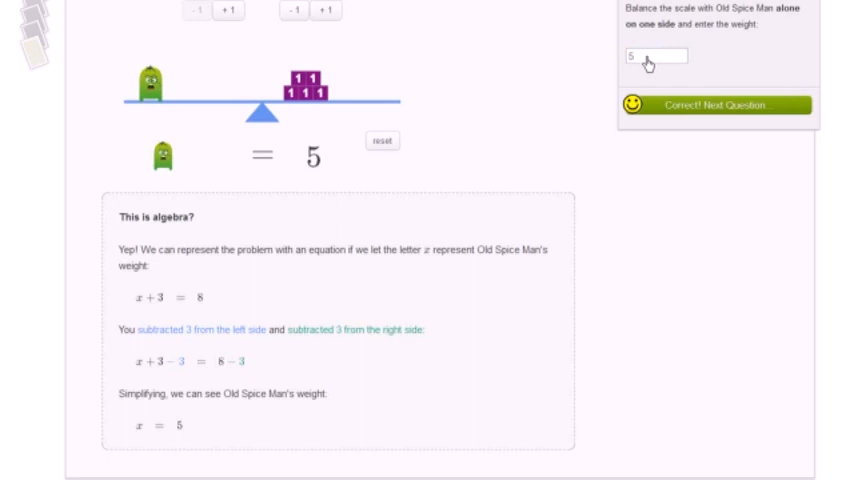 - 1 + 1 - 1 + 1
Balance the scale with Old Spice Man alone
on one side and enter the weight:
5
1 1
1 1 1
Correct! Next Question...
reset
= 5
This is algebra?
Yep! We can represent the problem with an equation if we let the letter x represent Old Spice Man's
weight:
x + 3 = 8
You subtracted 3 from the left side and subtracted 3 from the right side:
x + 3 − 3 = 8 − 3
Simplifying, we can see Old Spice Man's weight:
x = 5